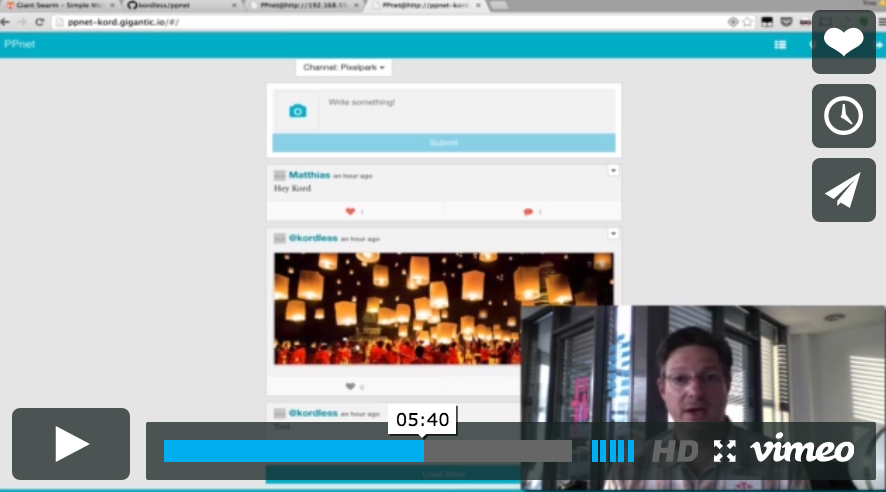 Giant Swarm – Simple Mic
kordless/ppnet
PPnet@http://192.168.59.
PPnet@http://ppnet-kord.
You
ppnet-kord.gigantic.io/#/
PPnet
Channel: Pixelpark
Write something!
Submit
Matthias an hour ago
Hey Kord
1 1
@kordless an hour ago
0
@kordless an hour ago
Test
05:40
HD vimeo
Load More